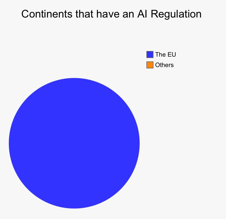 Continents that have an AI Regulation
The EU
Others